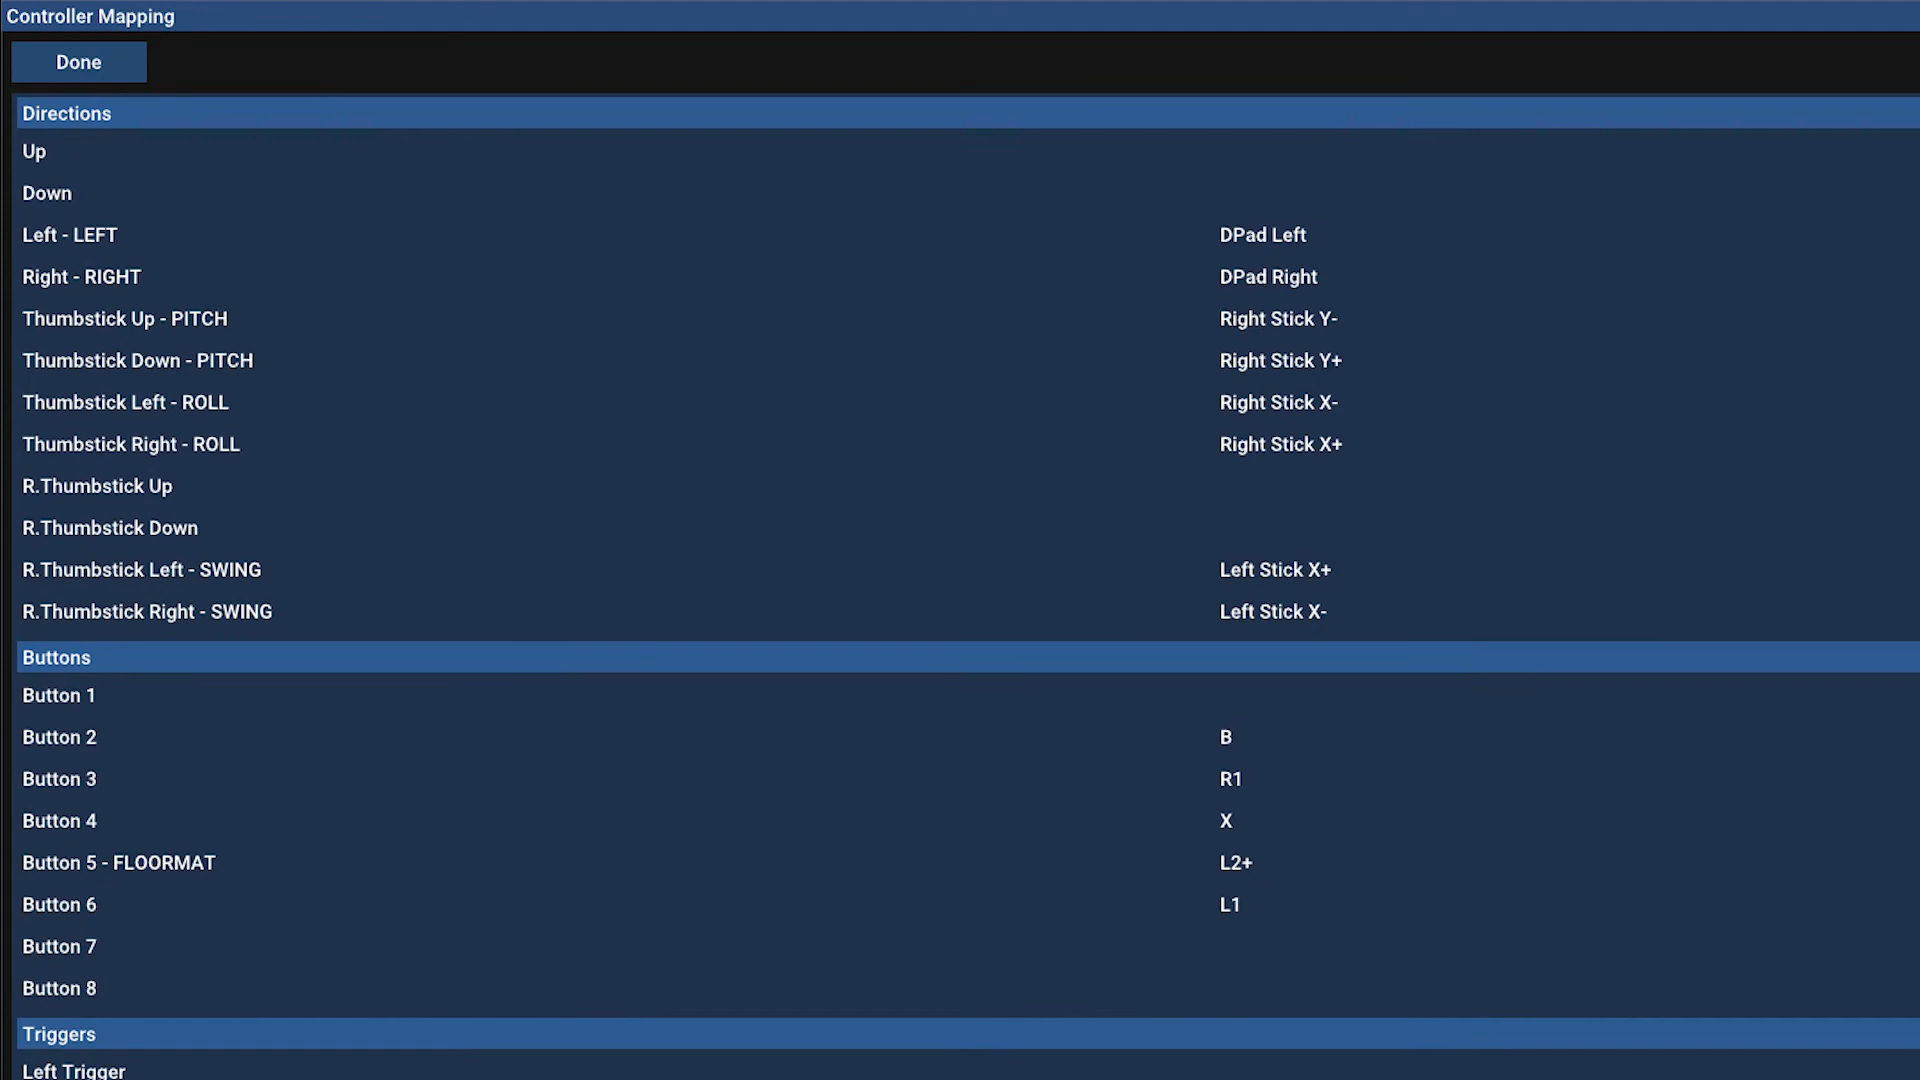 Controller Mapping
Done
Directions
Up
Down
Left - LEFT DPad Left
Right - RIGHT DPad Right
Thumbstick Up - PITCH Right Stick Y-
Thumbstick Down - PITCH Right Stick Y+
Thumbstick Left - ROLL Right Stick X-
Thumbstick Right - ROLL Right Stick X+
R.Thumbstick Up
R.Thumbstick Down
R.Thumbstick Left - SWING Left Stick X+
R.Thumbstick Right - SWING Left Stick X-
Buttons
Button 1
Button 2 B
Button 3 R1
Button 4 X
Button 5 - FLOORMAT L2+
Button 6 L1
Button 7
Button 8
Triggers
Left Trigger